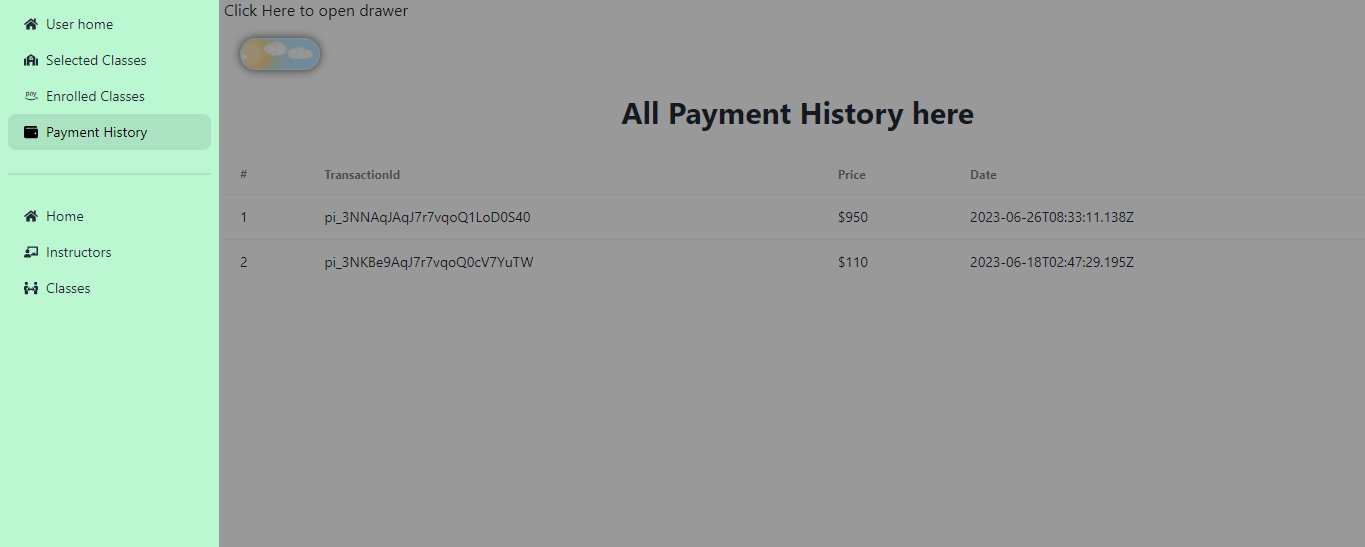 User home
Selected Classes
pay Enrolled Classes
Payment History
Home
Instructors
Classes
Click Here to open drawer
All Payment History here
# TransactionId Price Date
1 pi_3NNAqJAqJ7r7vqoQ1LoD0S40 $950 2023-06-26T08:33:11.138Z
2 pi_3NKBe9AqJ7r7vqoQ0cV7YuTW $110 2023-06-18T02:47:29.195Z